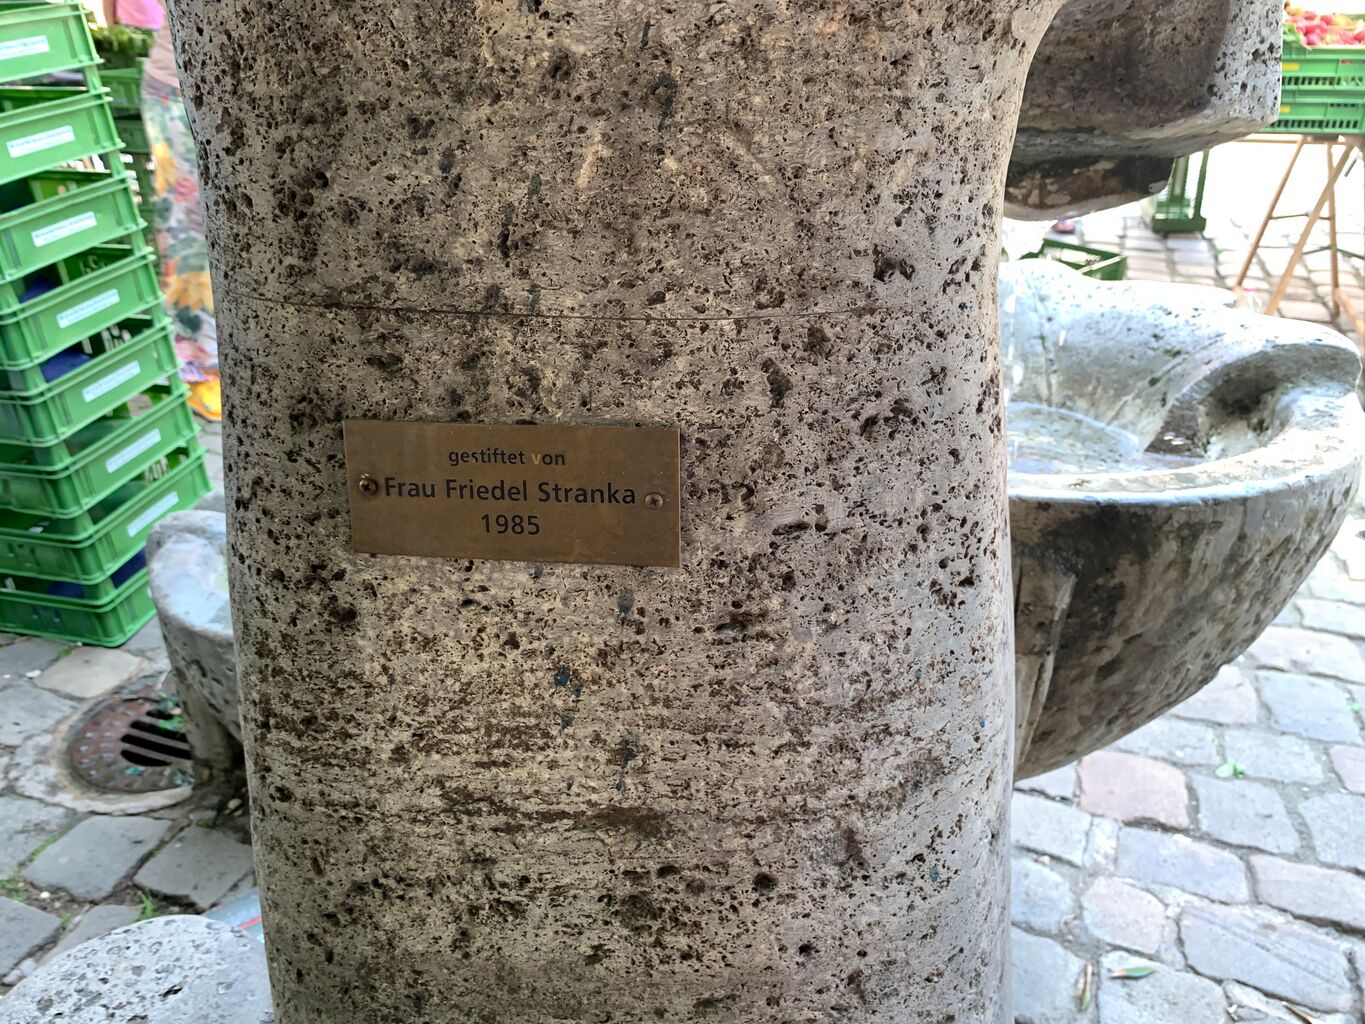 gestiftet von
Frau Friedel Stranka
1985